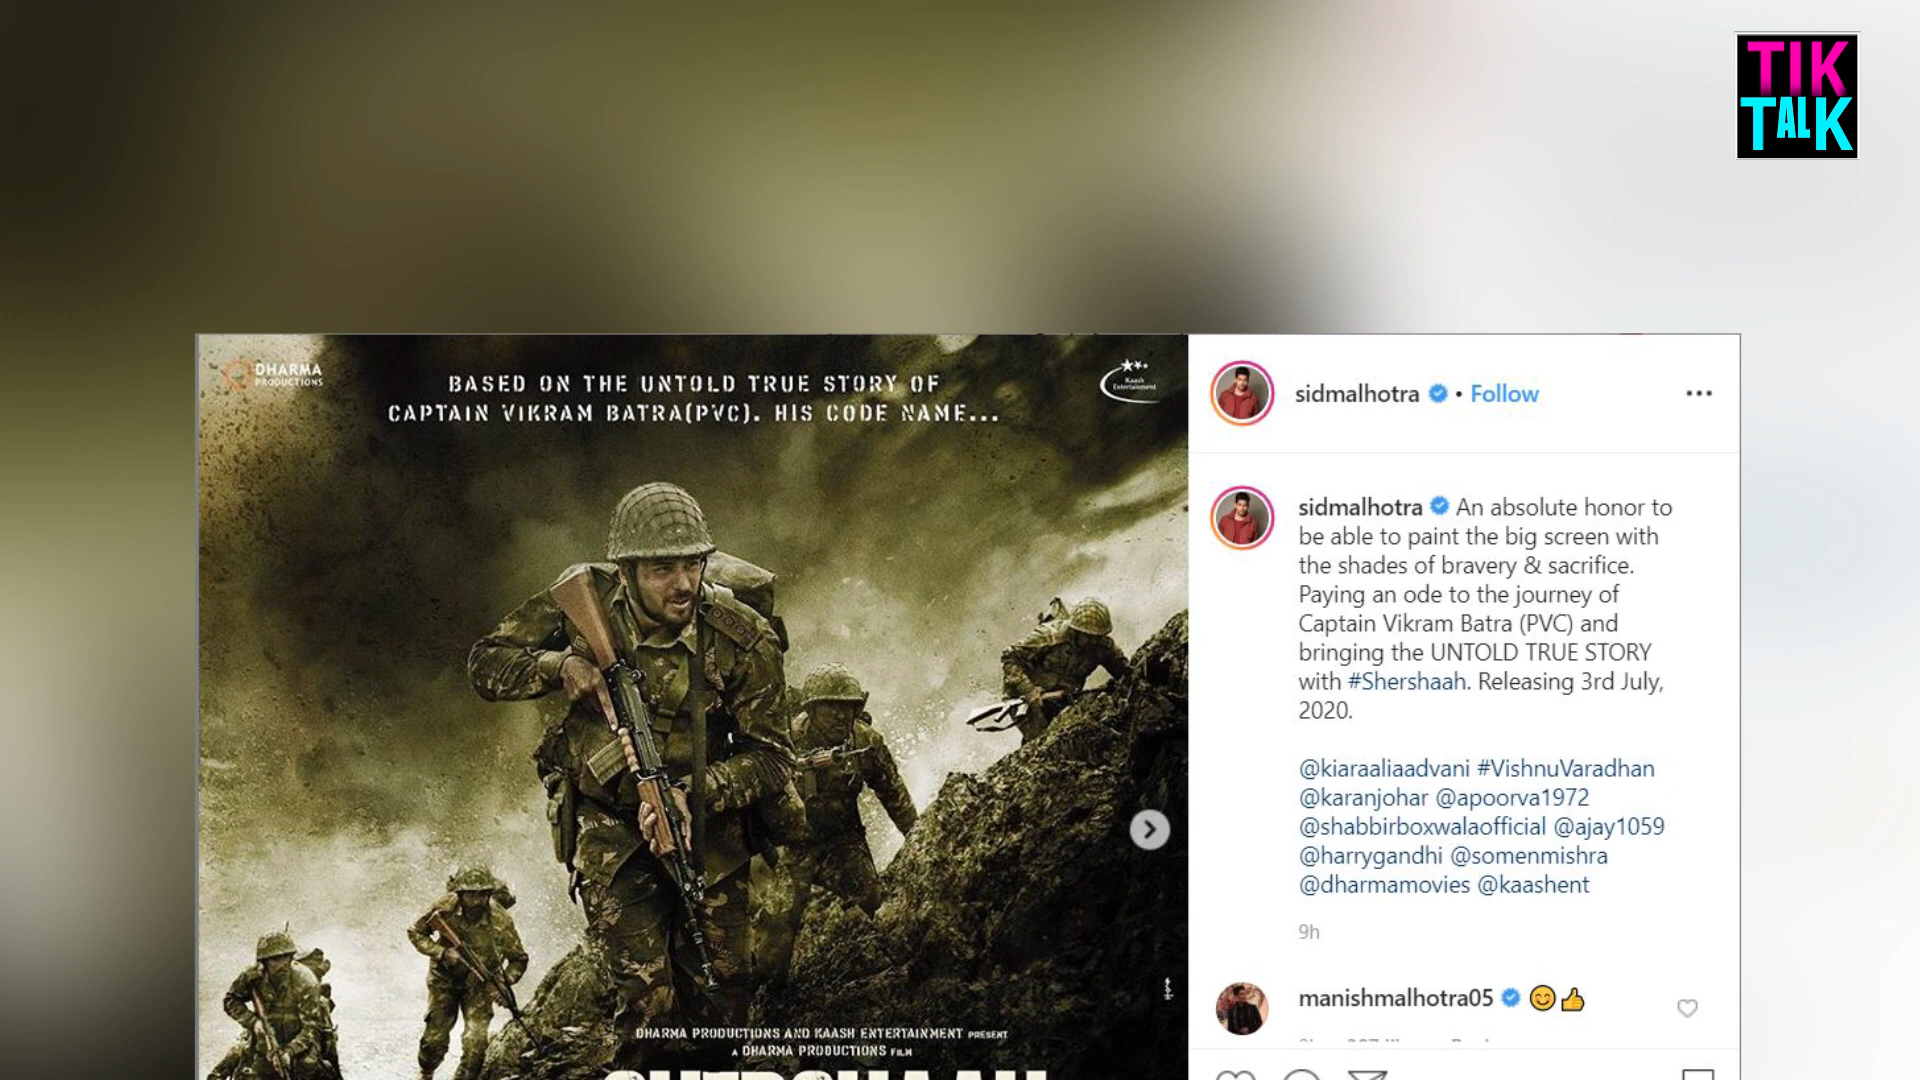 TIK
TALK
DHARMA
PRODUCTIONS
BASED ON THE UNTOLD TRUE STORY OF
CAPTAIN VIKRAM BATRA(PVC). HIS CODE NAME...
Kaash
Entertainment
DHARMA PRODUCTIONS AND KAASH ENTERTAINMENT PRESENT
A DHARMA PRODUCTIONS FILM
SHERSHAAH
sidmalhotra • Follow
sidmalhotra An absolute honor to
be able to paint the big screen with
the shades of bravery & sacrifice.
Paying an ode to the journey of
Captain Vikram Batra (PVC) and
bringing the UNTOLD TRUE STORY
with #Shershaah. Releasing 3rd July,
2020.
@kiaraaliaadvani #VishnuVaradhan
@karanjohar @apoorva1972
@shabbirboxwalaofficial @ajay1059
@harrygandhi @somenmishra
@dharmamovies @kaashent
9h
manishmalhotra05 😊👍